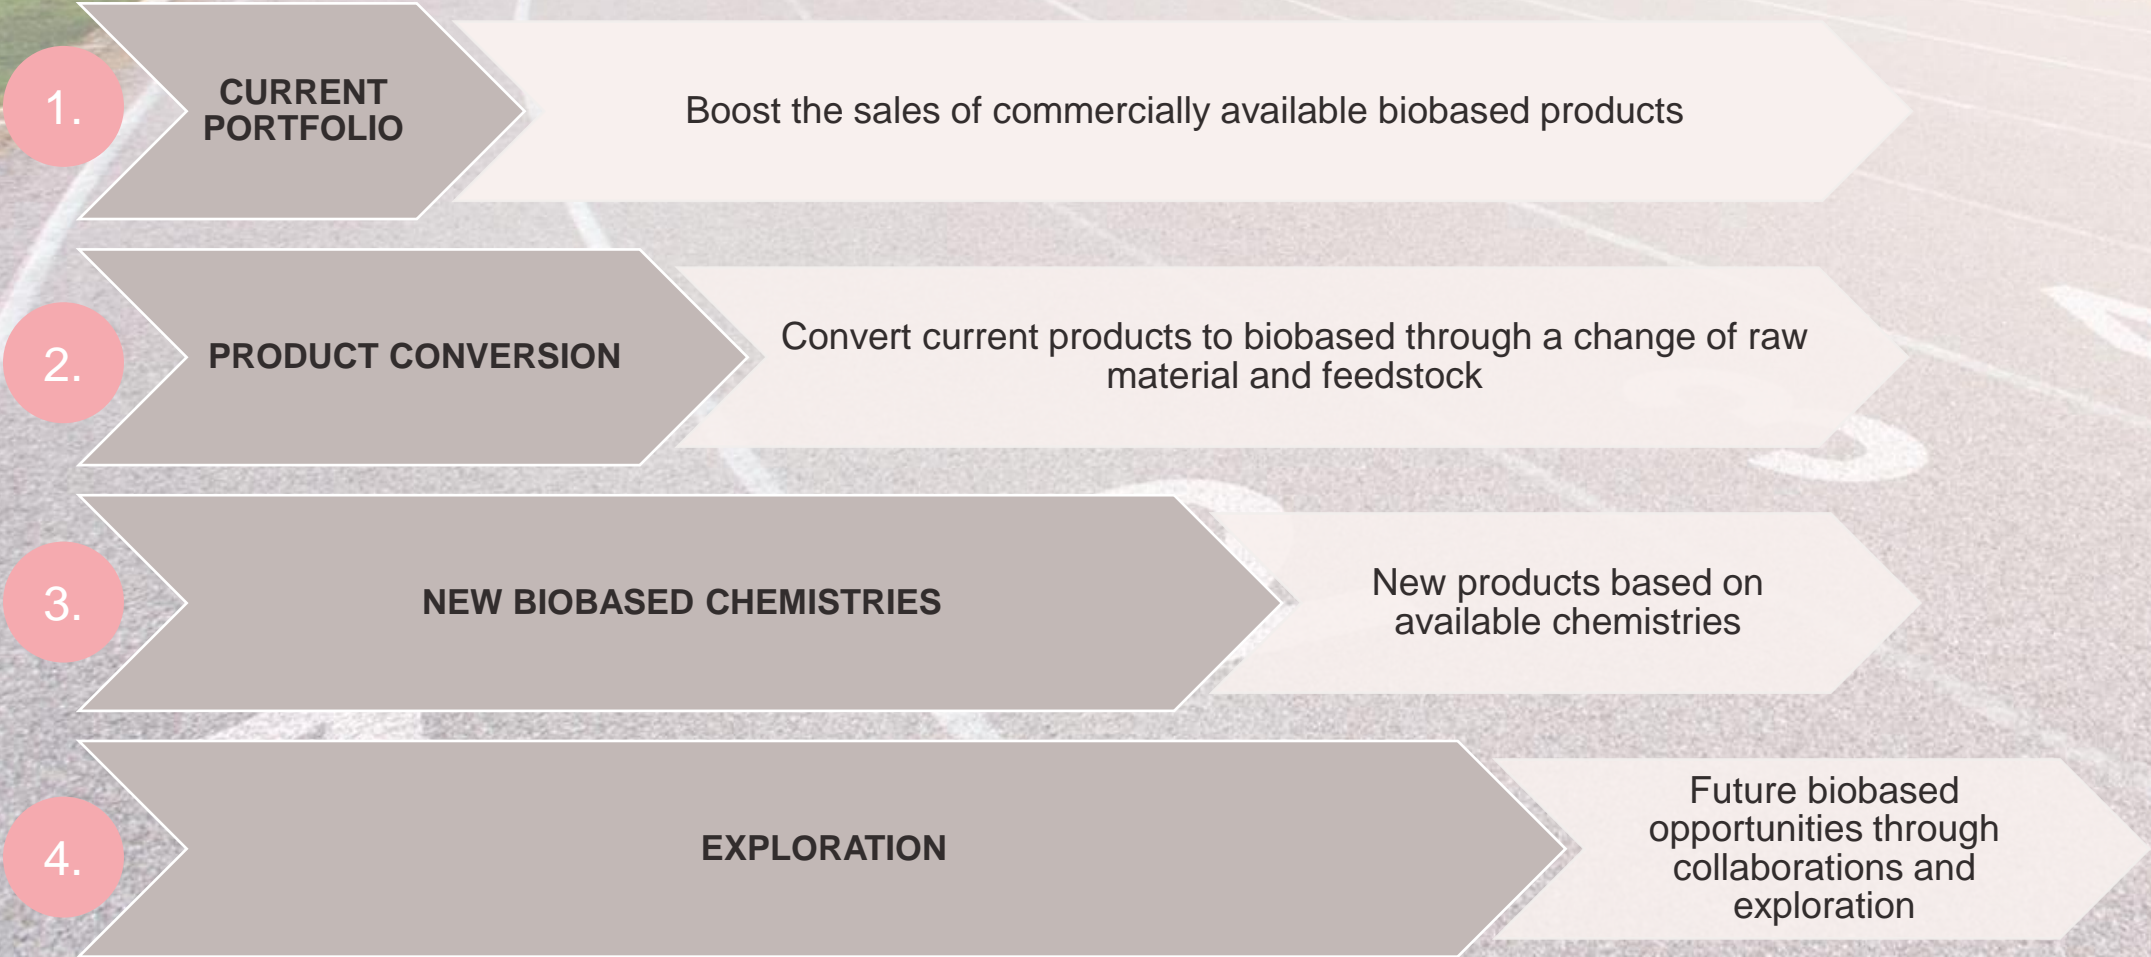 1.
CURRENT
PORTFOLIO
Boost the sales of commercially available biobased products
2.
PRODUCT CONVERSION
Convert current products to biobased through a change of raw
material and feedstock
3.
NEW BIOBASED CHEMISTRIES
New products based on
available chemistries
4.
EXPLORATION
Future biobased
opportunities through
collaborations and
exploration